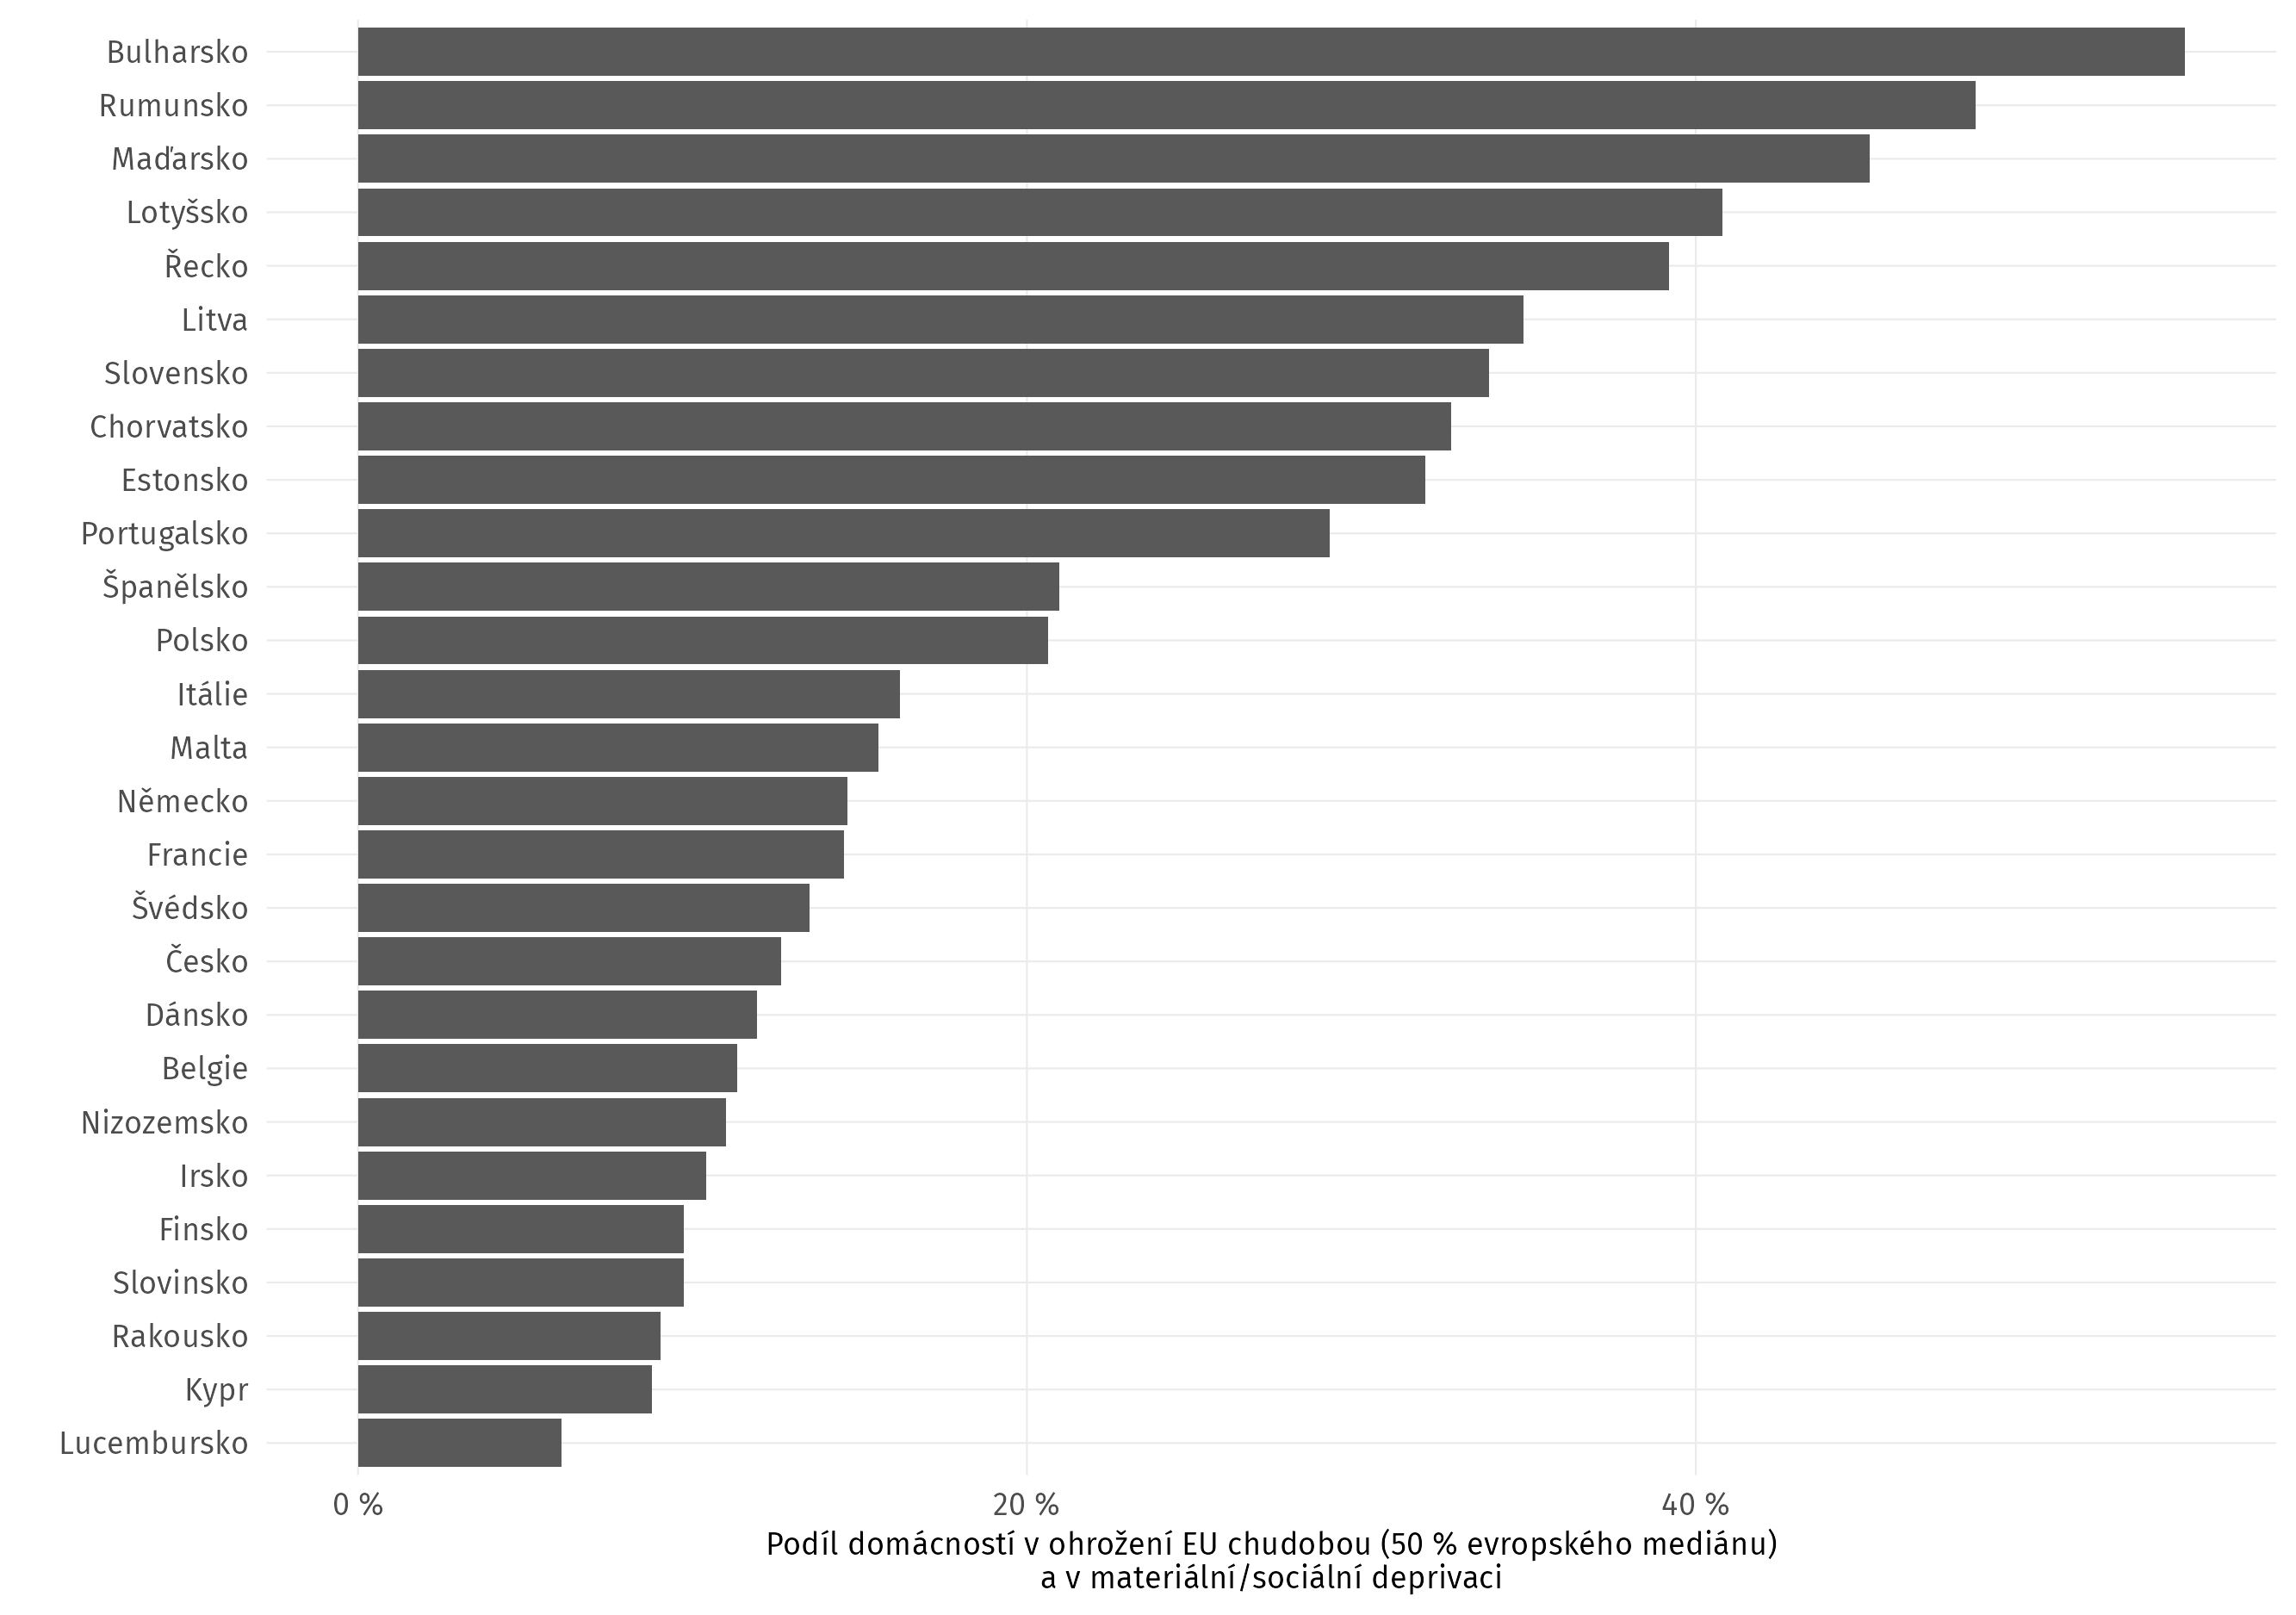 Bulharsko
Rumunsko
Maďarsko
Lotyšsko
Řecko
Litva
Slovensko
Chorvatsko
Estonsko
Portugalsko
Španělsko
Polsko
Itálie
Malta
Německo
Francie
Švédsko
Česko
Dánsko
Belgie
Nizozemsko
Irsko
Finsko
Slovinsko
Rakousko
Kypr
Lucembursko
0 % 20 % 40 %
Podíl domácností v ohrožení EU chudobou (50 % evropského mediánu)
a v materiální/sociální deprivaci